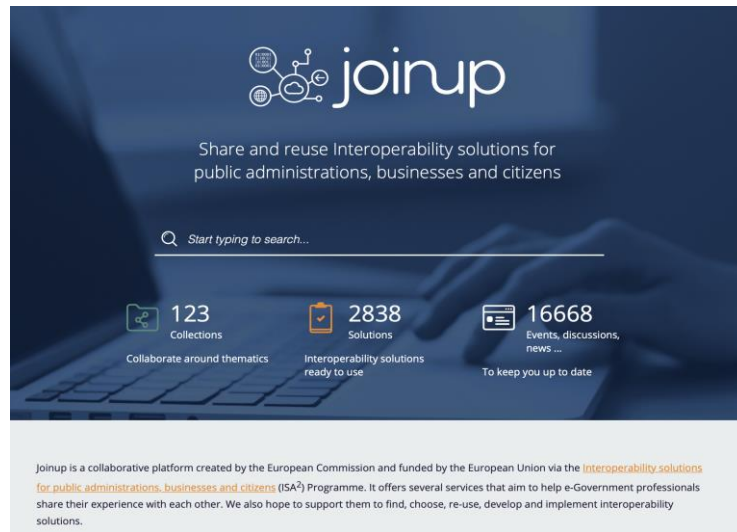 joinup
Share and reuse Interoperability solutions for
public administrations, businesses and citizens
Start typing to search...
123
Collections
Collaborate around thematics
2838
Solutions
Interoperability solutions
ready to use
16668
Events, discussions,
news ...
To keep you up to date
Joinup is a collaborative platform created by the European Commission and funded by the European Union via the Interoperability solutions
for public administrations, businesses and citizens (ISA²) Programme. It offers several services that aim to help e-Government professionals
share their experience with each other. We also hope to support them to find, choose, re-use, develop and implement interoperability
solutions.